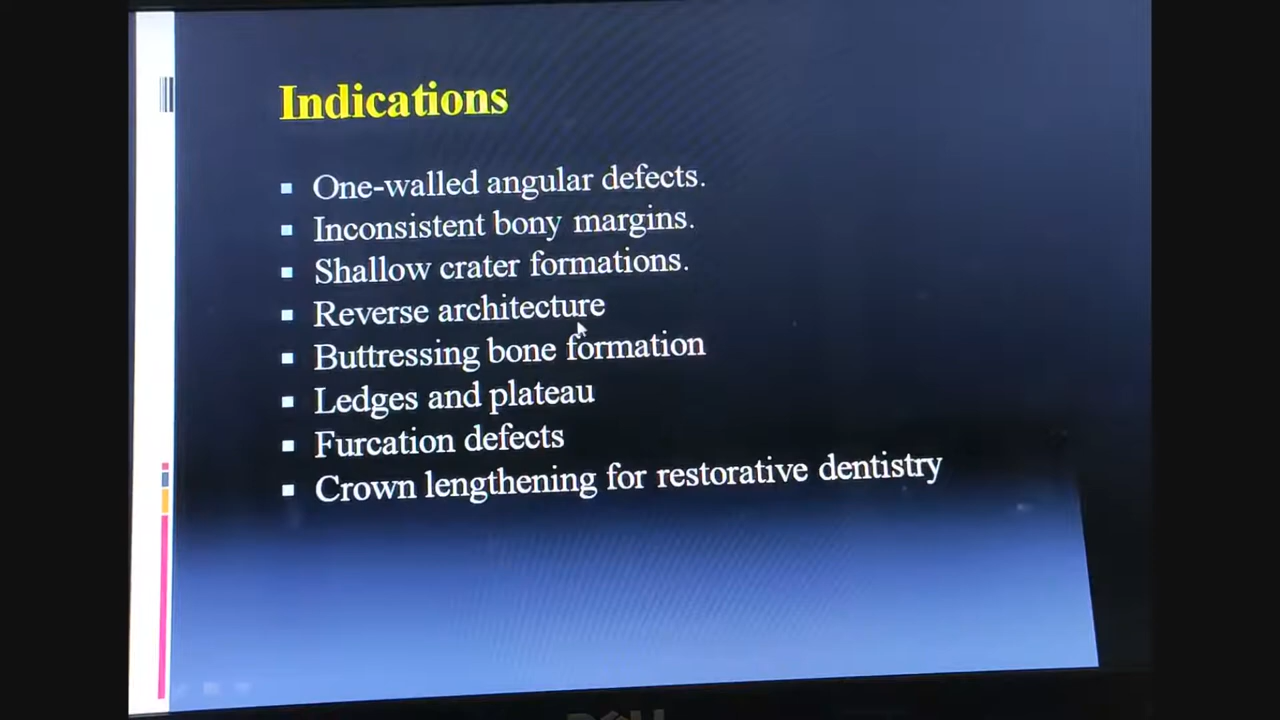 Indications
One-walled angular defects.
Inconsistent bony margins.
Shallow crater formations.
Reverse architecture
Buttressing bone formation
Ledges and plateau
Furcation defects
Crown lengthening for restorative dentistry